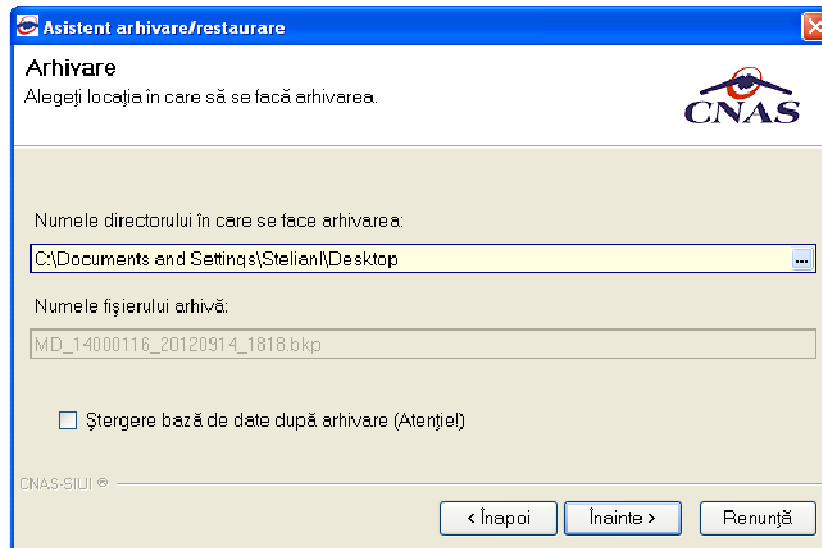 Asistent arhivare/restaurare
Arhivare
Alegeți locația în care să se facă arhivarea.
CNAS
Numele directorului în care se face arhivarea:
C:\Documents and Settings\StelianI\Desktop
...
Numele fișierului arhivă:
MD_14000116_20120914_1818.bkp
Ștergere bază de date după arhivare (Atenție!)
CNAS-SIUI ©
< Înapoi
Înainte >
Renunță